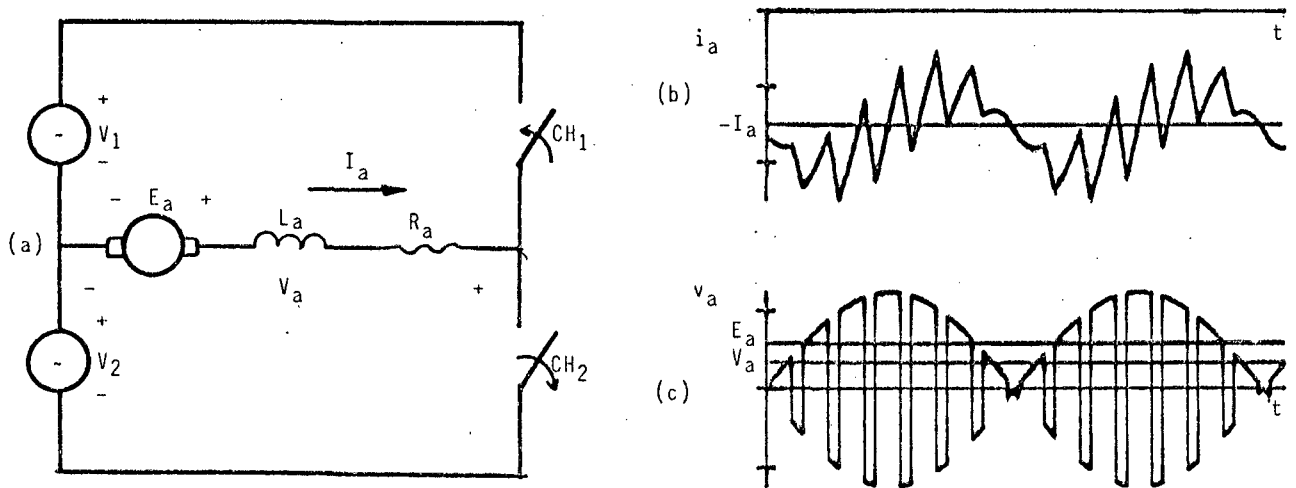 (a)
+
~
V1
-
CH1
Ia
- Ea +
La
Ra
-
Va
+
+
~
V2
-
CH2
(b)
ia
t
-Ia
(c)
va
Ea
Va
t